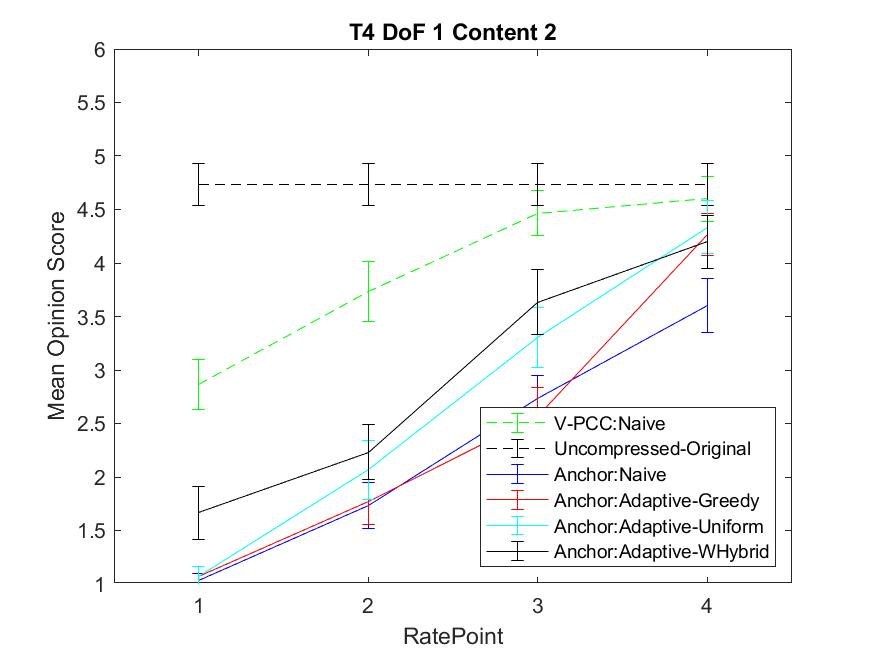 T4 DoF 1 Content 2
6
5.5
5
4.5
4
3.5
3
2.5
2
1.5
1
Mean Opinion Score
V-PCC:Naive
Uncompressed-Original
Anchor:Naive
Anchor:Adaptive-Greedy
Anchor:Adaptive-Uniform
Anchor:Adaptive-WHybrid
1 2 3 4
RatePoint